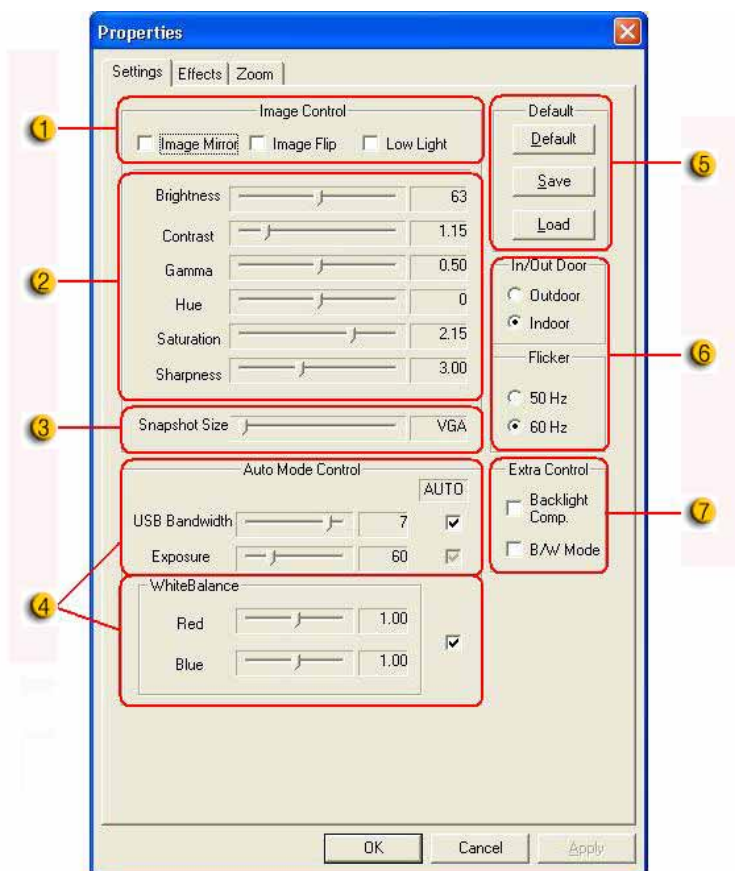 Properties
Settings Effects Zoom
Image Control
Image Mirror Image Flip Low Light
1
Default
Default
Save
Load
5
Brightness 63
Contrast 1.15
Gamma 0.50
Hue 0
Saturation 2.15
Sharpness 3.00
2
In/Out Door
Outdoor
Indoor
Flicker
50 Hz
60 Hz
6
Snapshot Size VGA
3
Auto Mode Control
AUTO
USB Bandwidth 7
Exposure 60
WhiteBalance
Red 1.00
Blue 1.00
4
Extra Control
Backlight
Comp.
B/W Mode
7
OK Cancel Apply